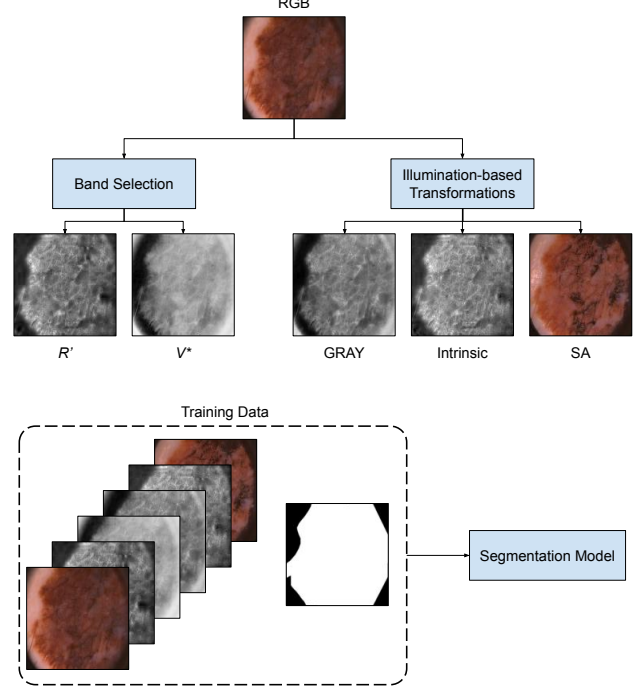 RGB
Band Selection
Illumination-based
Transformations
R'
V*
GRAY
Intrinsic
SA
Training Data
Segmentation Model